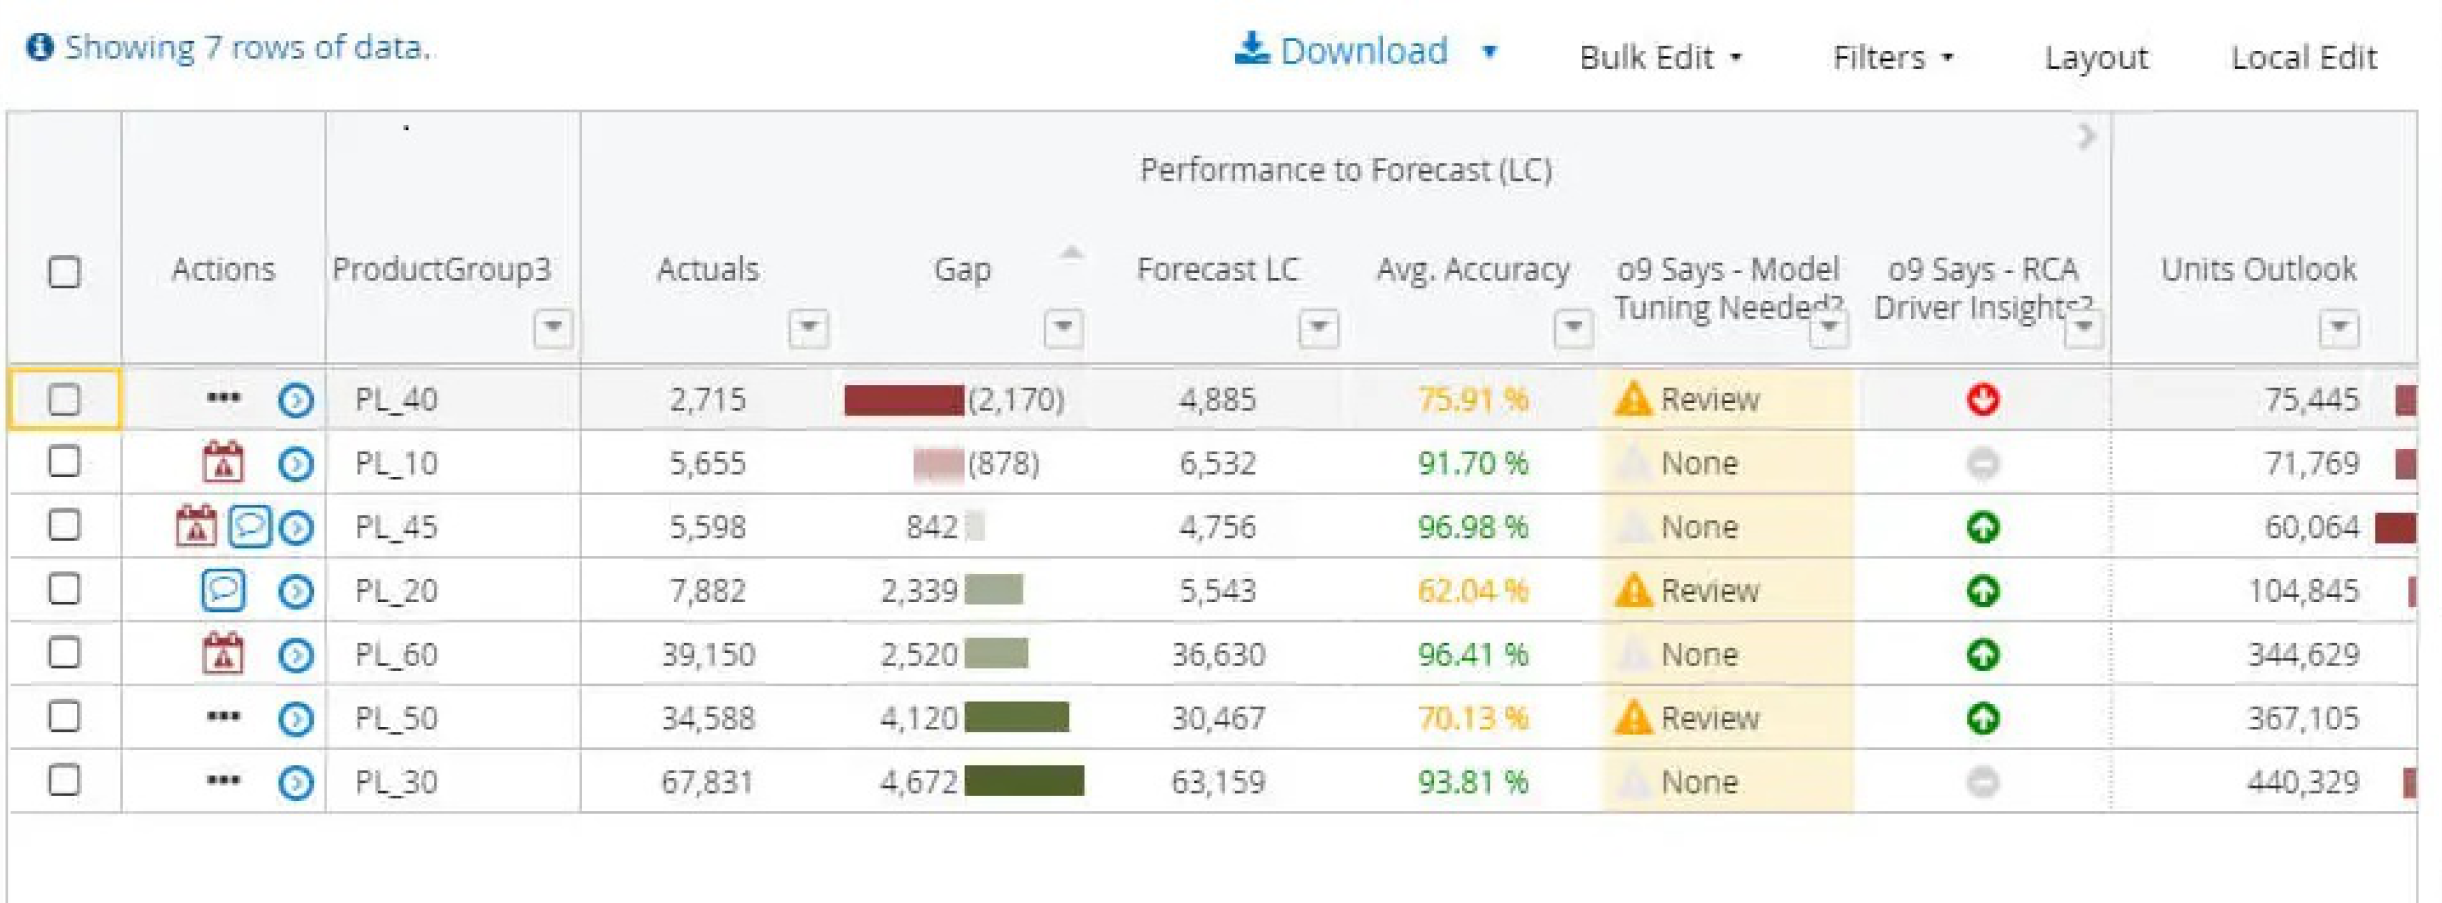 Showing 7 rows of data.
Download Bulk Edit Filters Layout Local Edit
Performance to Forecast (LC)
Actions ProductGroup3 Actuals Gap Forecast LC Avg. Accuracy o9 Says - Model Tuning Needed? o9 Says - RCA Driver Insights? Units Outlook
PL_40 2,715 (2,170) 4,885 75.91 % Review 75,445
PL_10 5,655 (878) 6,532 91.70 % None 71,769
PL_45 5,598 842 4,756 96.98 % None 60,064
PL_20 7,882 2,339 5,543 62.04 % Review 104,845
PL_60 39,150 2,520 36,630 96.41 % None 344,629
PL_50 34,588 4,120 30,467 70.13 % Review 367,105
PL_30 67,831 4,672 63,159 93.81 % None 440,329